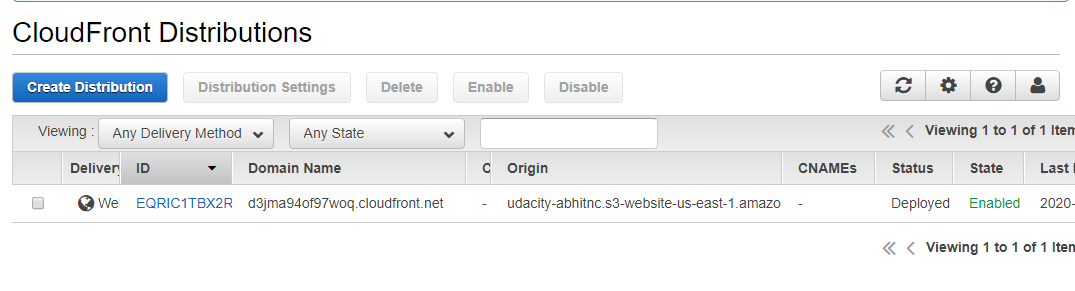 CloudFront Distributions
Create Distribution Distribution Settings Delete Enable Disable
Viewing : Any Delivery Method Any State Viewing 1 to 1 of 1 Item
Delivery ID Domain Name C Origin CNAMEs Status State Last
We EQRIC1TBX2R d3jma94of97woq.cloudfront.net - udacity-abhitnc.s3-website-us-east-1.amazo - Deployed Enabled 2020-
Viewing 1 to 1 of 1 Item